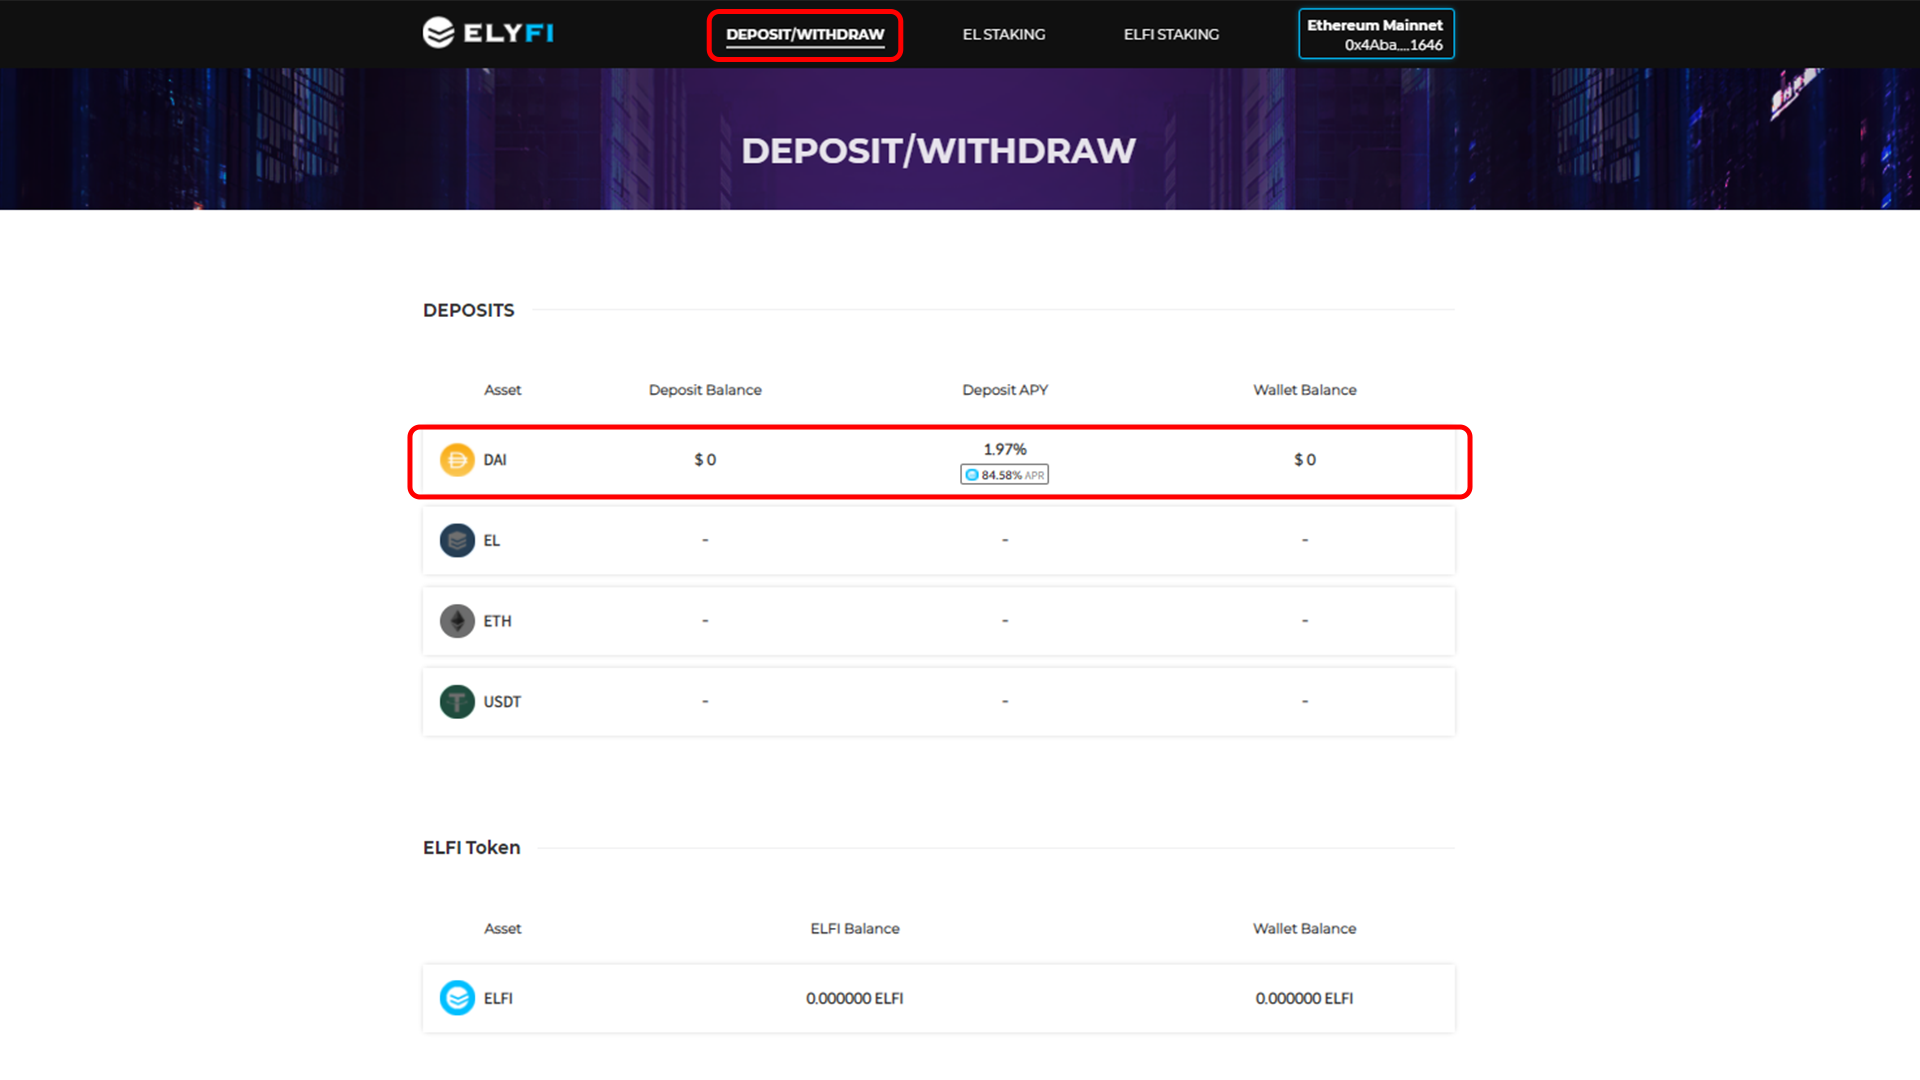 ELYFI
DEPOSIT/WITHDRAW
EL STAKING
ELFI STAKING
Ethereum Mainnet
0x4Aba....1646
DEPOSIT/WITHDRAW
DEPOSITS
Asset Deposit Balance Deposit APY Wallet Balance
DAI $ 0 1.97% $ 0
84.58% APR
EL - - -
ETH - - -
USDT - - -
ELFI Token
Asset ELFI Balance Wallet Balance
ELFI 0.000000 ELFI 0.000000 ELFI